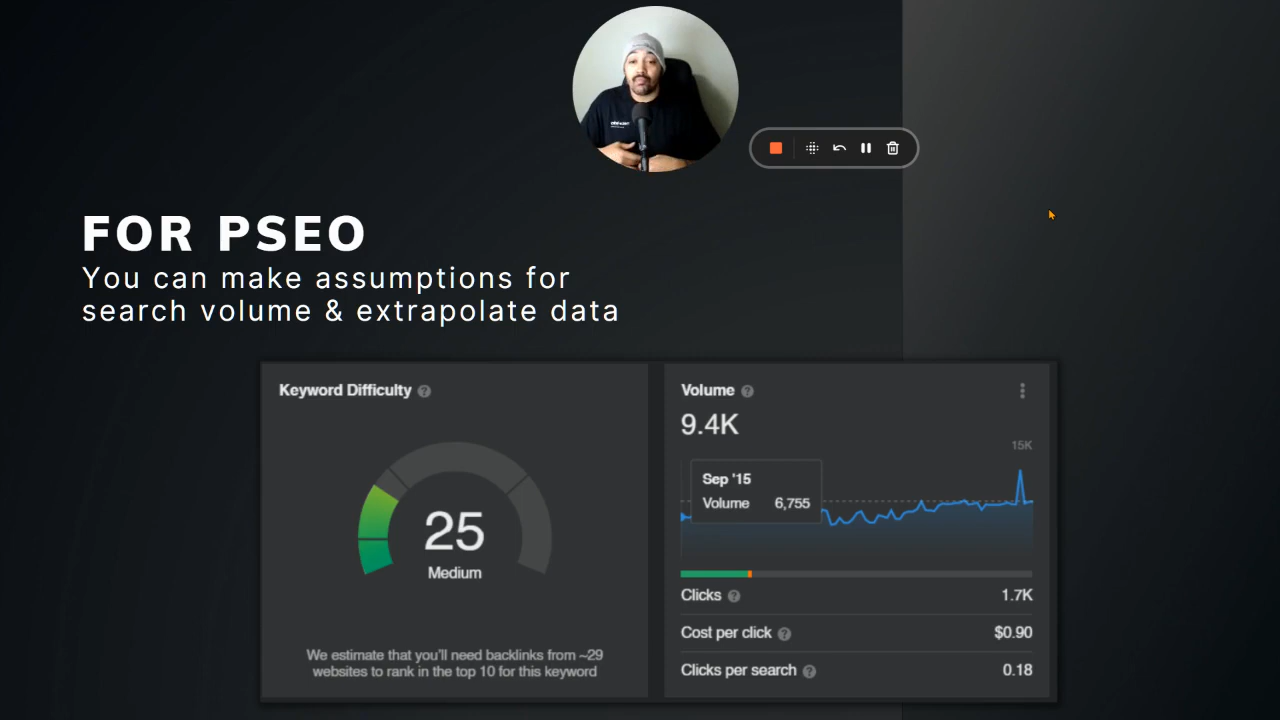 FOR PSEO
You can make assumptions for
search volume & extrapolate data
Keyword Difficulty ?
25
Medium
We estimate that you'll need backlinks from ~29
websites to rank in the top 10 for this keyword
Volume ?
9.4K
15K
Sep '15
Volume 6,755
Clicks ? 1.7K
Cost per click ? $0.90
Clicks per search ? 0.18